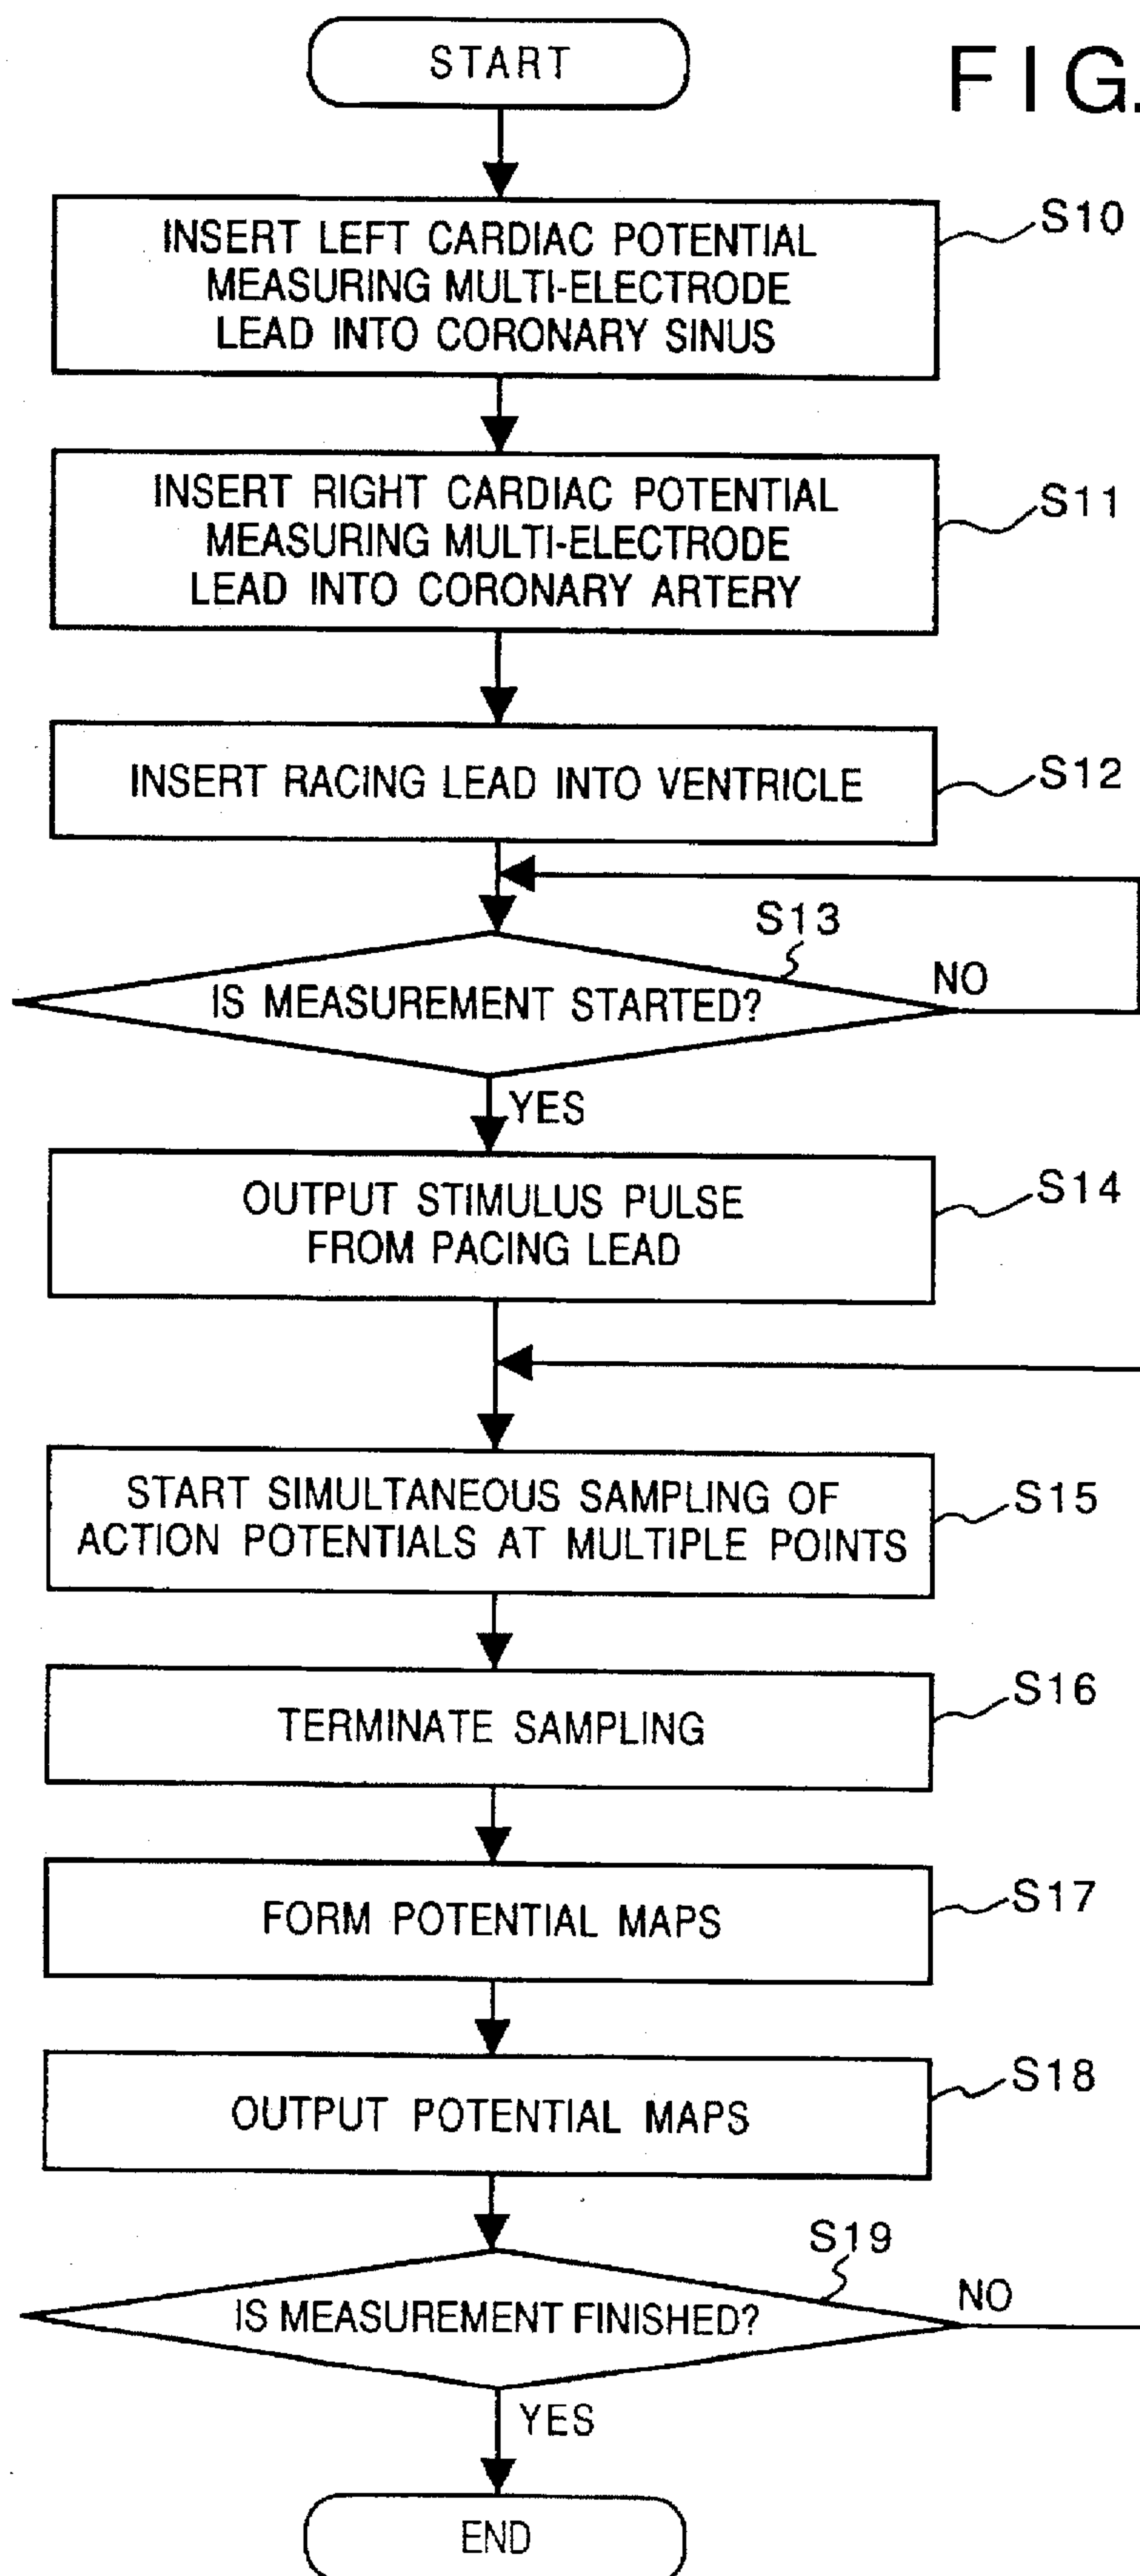 START
FIG.
INSERT LEFT CARDIAC POTENTIAL
MEASURING MULTI-ELECTRODE
LEAD INTO CORONARY SINUS
S10
INSERT RIGHT CARDIAC POTENTIAL
MEASURING MULTI-ELECTRODE
LEAD INTO CORONARY ARTERY
S11
INSERT RACING LEAD INTO VENTRICLE
S12
S13
IS MEASUREMENT STARTED?
NO
YES
OUTPUT STIMULUS PULSE
FROM PACING LEAD
S14
START SIMULTANEOUS SAMPLING OF
ACTION POTENTIALS AT MULTIPLE POINTS
S15
TERMINATE SAMPLING
S16
FORM POTENTIAL MAPS
S17
OUTPUT POTENTIAL MAPS
S18
S19
IS MEASUREMENT FINISHED?
NO
YES
END